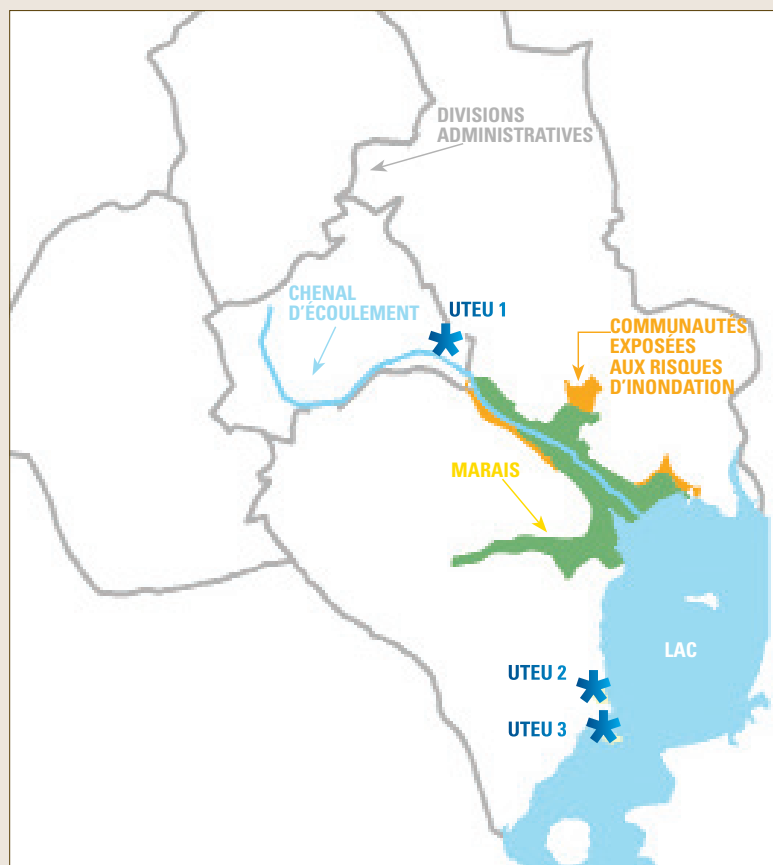 DIVISIONS
ADMINISTRATIVES
CHENAL
D'ÉCOULEMENT
UTEU 1
COMMUNAUTÉS
EXPOSÉES
AUX RISQUES
D'INONDATION
MARAIS
LAC
UTEU 2
UTEU 3